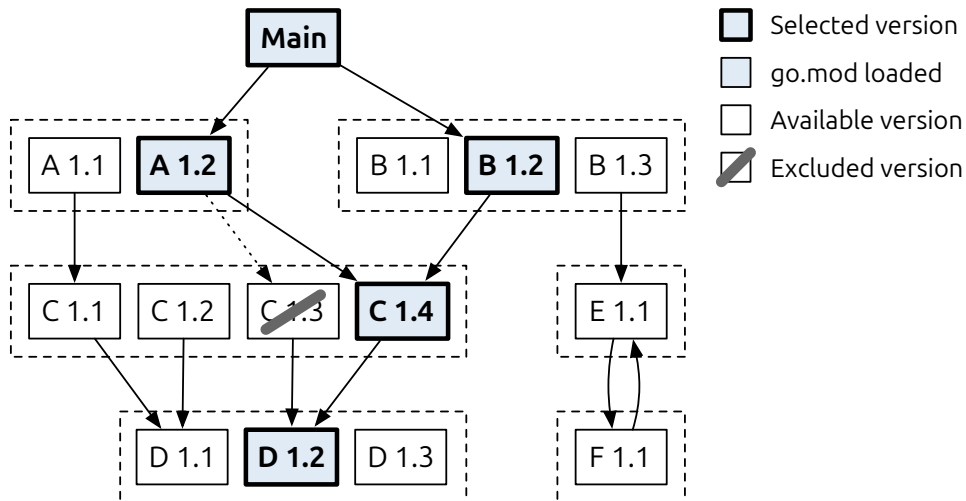 Main
Selected version
go.mod loaded
Available version
Excluded version
A 1.1
A 1.2
B 1.1
B 1.2
B 1.3
C 1.1
C 1.2
C 1.3
C 1.4
E 1.1
D 1.1
D 1.2
D 1.3
F 1.1